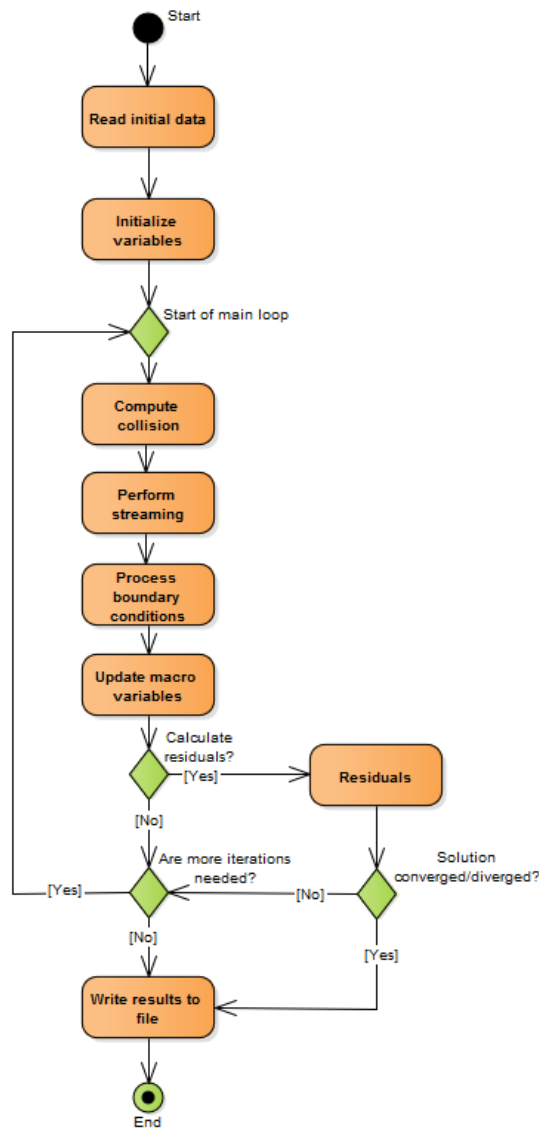 Start
Read initial data
Initialize
variables
Start of main loop
Compute
collision
Perform
streaming
Process
boundary
conditions
Update macro
variables
Calculate
residuals?
[Yes]
Residuals
[No]
Are more iterations
needed?
Solution
converged/diverged?
[Yes]
[No]
[No]
[Yes]
Write results to
file
End